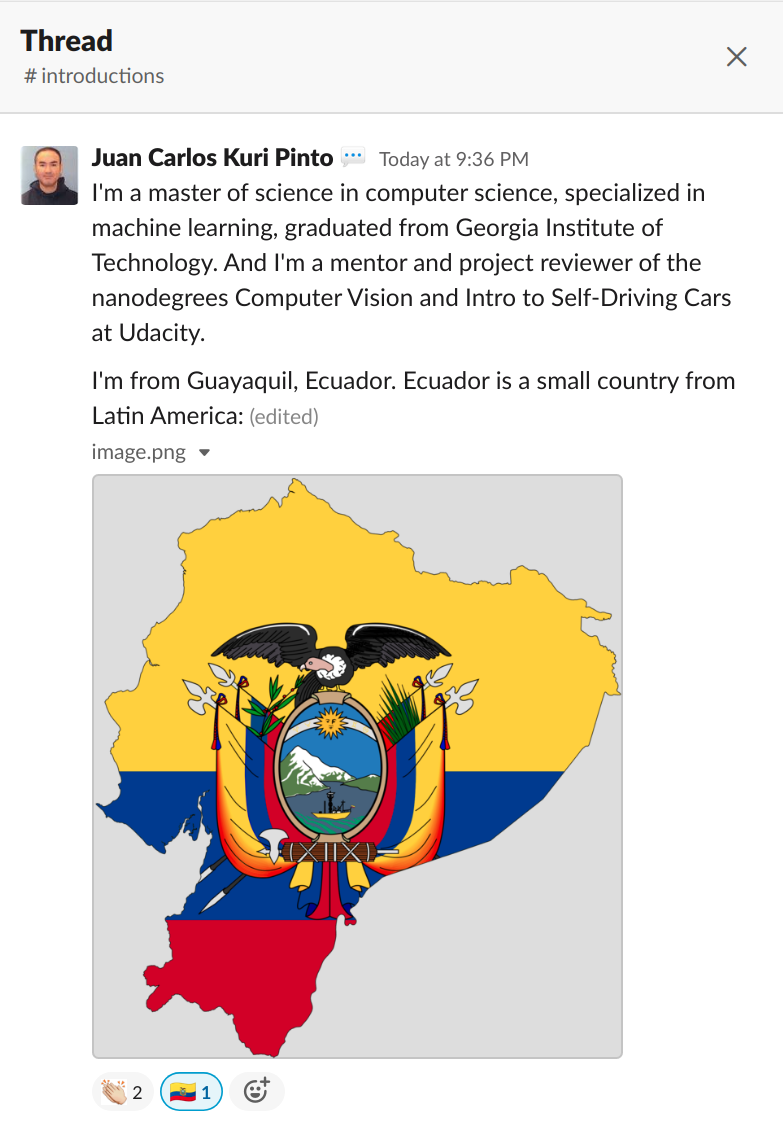 Thread
# introductions
Juan Carlos Kuri Pinto Today at 9:36 PM
I'm a master of science in computer science, specialized in
machine learning, graduated from Georgia Institute of
Technology. And I'm a mentor and project reviewer of the
nanodegrees Computer Vision and Intro to Self-Driving Cars
at Udacity.
I'm from Guayaquil, Ecuador. Ecuador is a small country from
Latin America: (edited)
image.png
2
1